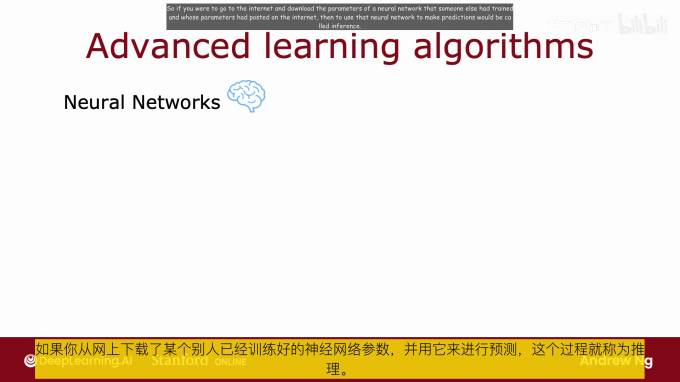 So if you were to go to the internet and download the parameters of a neural network that someone else had trained
and whose parameters had posted on the internet, then to use that neural network to make predictions would be ca
lled inference.
bilibili
Advanced learning algorithms
Neural Networks
DeepLearning.AI Stanford ONLINE Andrew Ng
如果你从网上下载了某个别人已经训练好的神经网络参数，并用它来进行预测，这个过程就称为推
理。